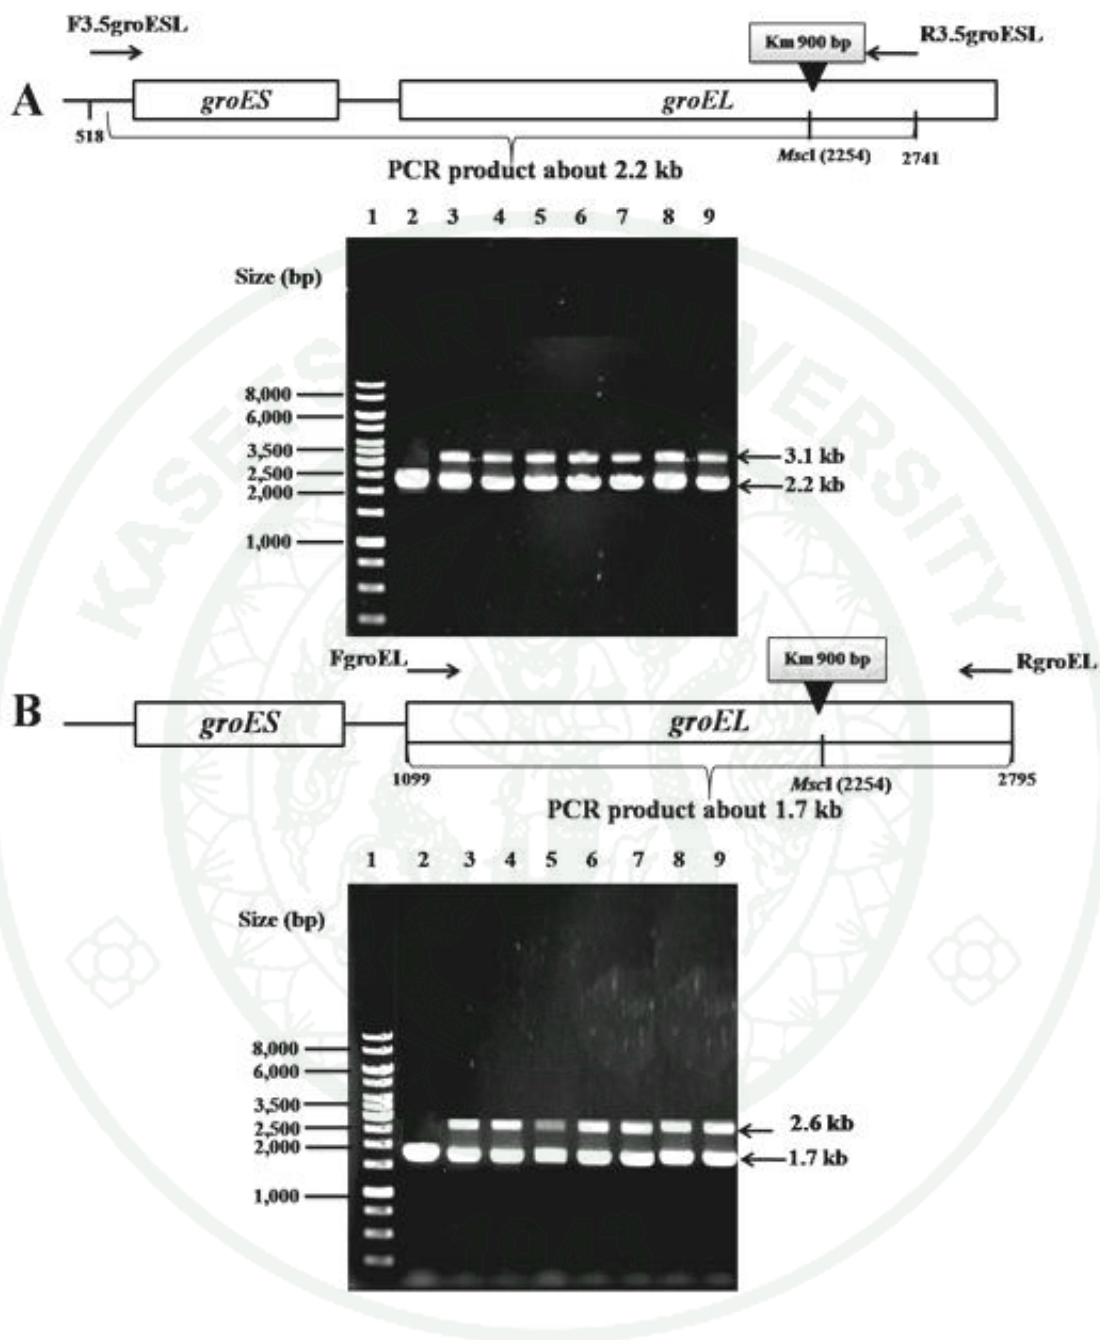 F3.5groESL
Km 900 bp
R3.5groESL
A
groES
groEL
518
MscI (2254)
2741
PCR product about 2.2 kb
1 2 3 4 5 6 7 8 9
Size (bp)
8,000
6,000
3,500
3.1 kb
2,500
2.2 kb
2,000
1,000
FgroEL
Km 900 bp
RgroEL
B
groES
groEL
1099
MscI (2254)
2795
PCR product about 1.7 kb
1 2 3 4 5 6 7 8 9
Size (bp)
8,000
6,000
3,500
2.6 kb
2,500
2,000
1.7 kb
1,000
KASETSART UNIVERSITY